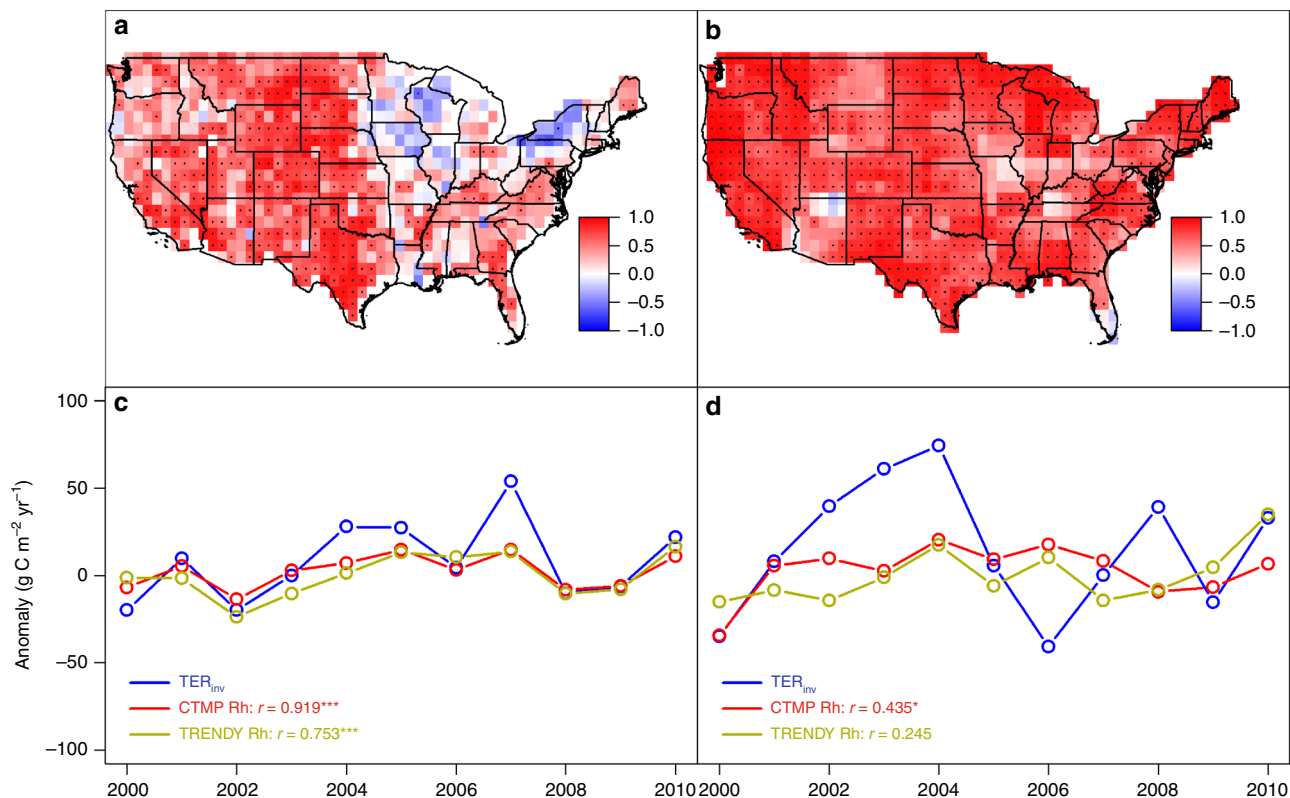 a
b
1.0
0.5
0.0
−0.5
−1.0
1.0
0.5
0.0
−0.5
−1.0
c
d
100
50
0
−50
−100
Anomaly (g C m−2 yr−1)
TERinv
CTMP Rh: r = 0.919***
TRENDY Rh: r = 0.753***
TERinv
CTMP Rh: r = 0.435*
TRENDY Rh: r = 0.245
2000 2002 2004 2006 2008 2010
2000 2002 2004 2006 2008 2010